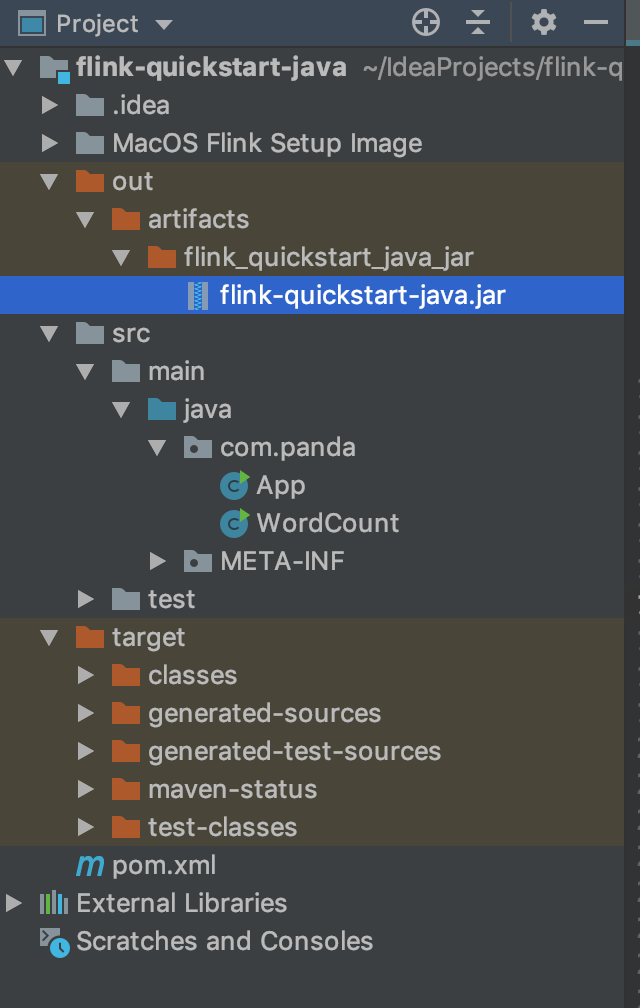 Project
flink-quickstart-java ~/IdeaProjects/flink-q
.idea
MacOS Flink Setup Image
out
artifacts
flink_quickstart_java_jar
flink-quickstart-java.jar
src
main
java
com.panda
C App
C WordCount
META-INF
test
target
classes
generated-sources
generated-test-sources
maven-status
test-classes
m pom.xml
External Libraries
Scratches and Consoles